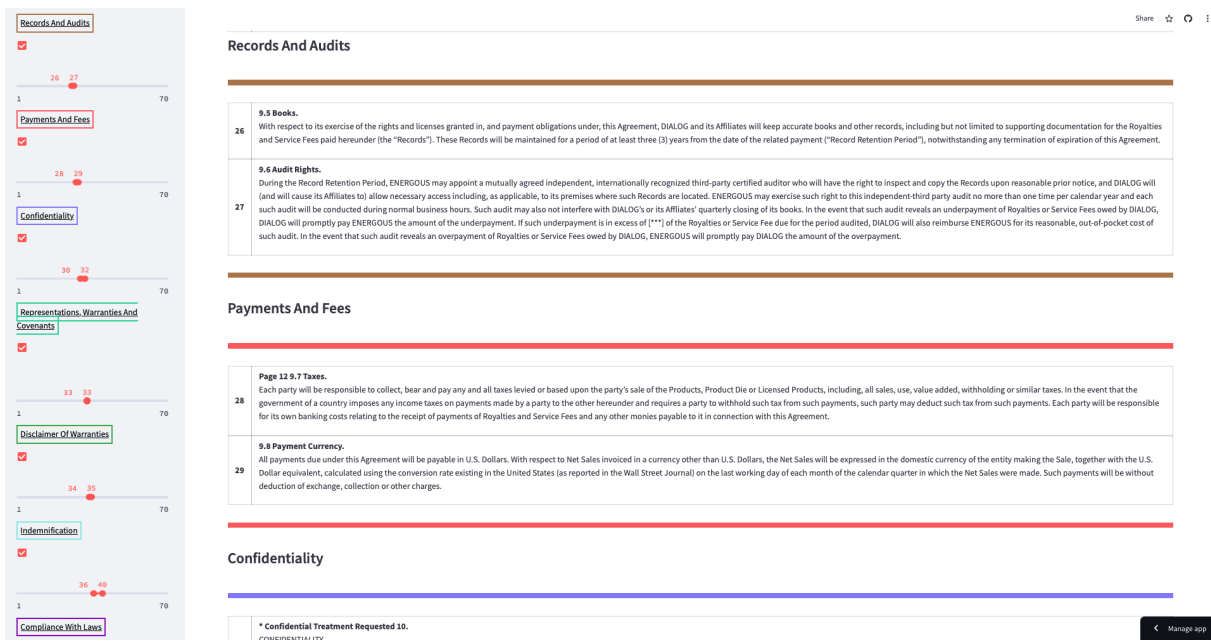 Records And Audits
26 27
1 70
Payments And Fees
28 29
1 70
Confidentiality
30 32
1 70
Representations, Warranties And
Covenants
33 33
1 70
Disclaimer Of Warranties
34 35
1 70
Indemnification
36 40
1 70
Compliance With Laws
Share
Records And Audits
26
9.5 Books.
With respect to its exercise of the rights and licenses granted in, and payment obligations under, this Agreement, DIALOG and its Affiliates will keep accurate books and other records, including but not limited to supporting documentation for the Royalties
and Service Fees paid hereunder (the “Records”). These Records will be maintained for a period of at least three (3) years from the date of the related payment (“Record Retention Period”), notwithstanding any termination of expiration of this Agreement.
27
9.6 Audit Rights.
During the Record Retention Period, ENERGOUS may appoint a mutually agreed independent, internationally recognized third-party certified auditor who will have the right to inspect and copy the Records upon reasonable prior notice, and DIALOG will
(and will cause its Affiliates to) allow necessary access including, as applicable, to its premises where such Records are located. ENERGOUS may exercise such right to this independent-third party audit no more than one time per calendar year and each
such audit will be conducted during normal business hours. Such audit may also not interfere with DIALOG’s or its Affliates’ quarterly closing of its books. In the event that such audit reveals an underpayment of Royalties or Service Fees owed by DIALOG,
DIALOG will promptly pay ENERGOUS the amount of the underpayment. If such underpayment is in excess of [***] of the Royalties or Service Fee due for the period audited, DIALOG will also reimburse ENERGOUS for its reasonable, out-of-pocket cost of
such audit. In the event that such audit reveals an overpayment of Royalties or Service Fees owed by DIALOG, ENERGOUS will promptly pay DIALOG the amount of the overpayment.
Payments And Fees
28
Page 12 9.7 Taxes.
Each party will be responsible to collect, bear and pay any and all taxes levied or based upon the party’s sale of the Products, Product Die or Licensed Products, including, all sales, use, value added, withholding or similar taxes. In the event that the
government of a country imposes any income taxes on payments made by a party to the other hereunder and requires a party to withhold such tax from such payments, such party may deduct such tax from such payments. Each party will be responsible
for its own banking costs relating to the receipt of payments of Royalties and Service Fees and any other monies payable to it in connection with this Agreement.
29
9.8 Payment Currency.
All payments due under this Agreement will be payable in U.S. Dollars. With respect to Net Sales invoiced in a currency other than U.S. Dollars, the Net Sales will be expressed in the domestic currency of the entity making the Sale, together with the U.S.
Dollar equivalent, calculated using the conversion rate existing in the United States (as reported in the Wall Street Journal) on the last working day of each month of the calendar quarter in which the Net Sales were made. Such payments will be without
deduction of exchange, collection or other charges.
Confidentiality
* Confidential Treatment Requested 10.
CONFIDENTIALITY
Manage app